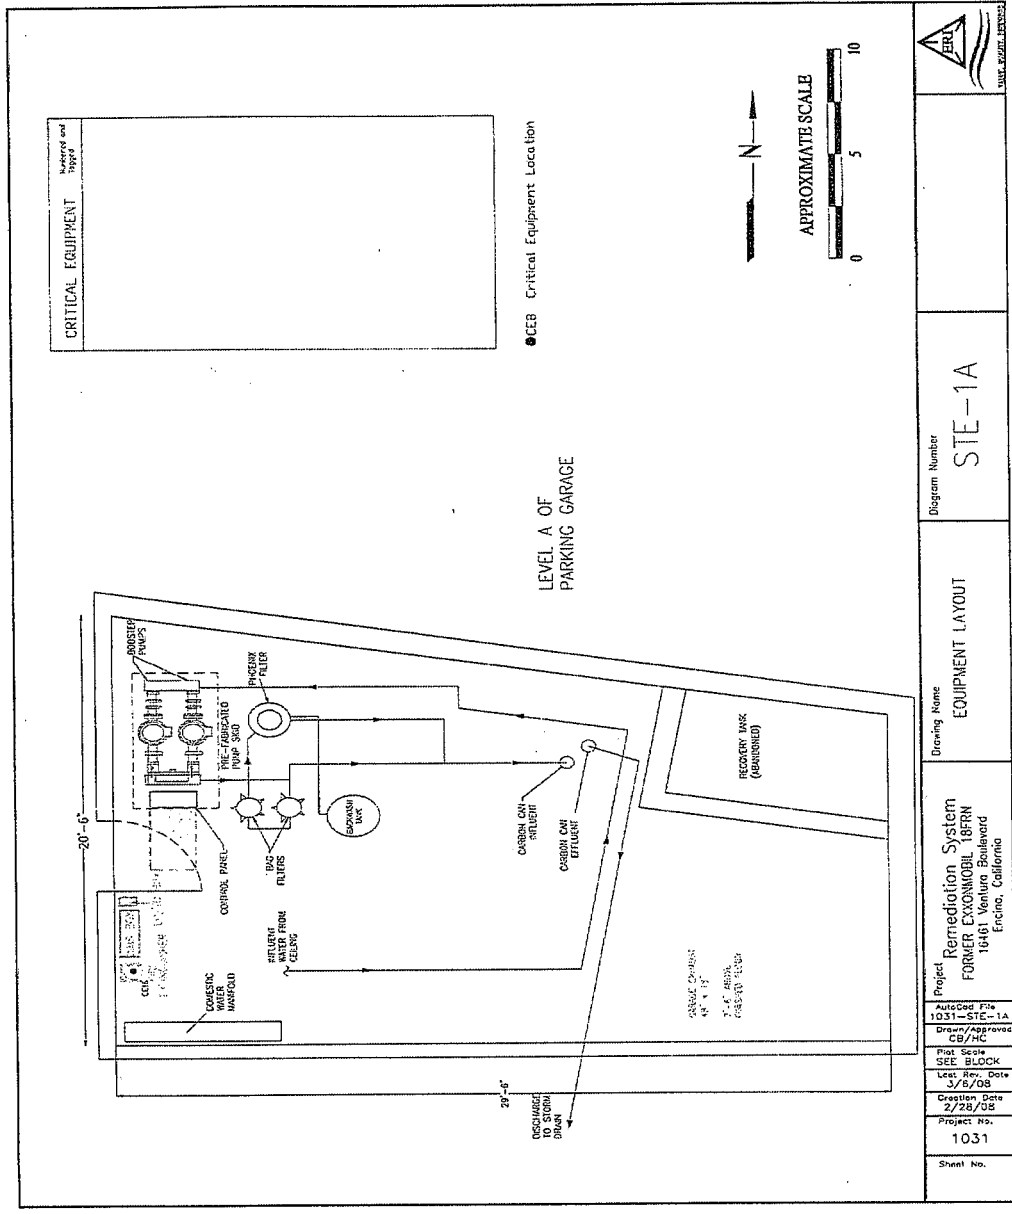 CRITICAL EQUIPMENT
Numbered and
Tagged
●CEB Critical Equipment Location
N
APPROXIMATE SCALE
0
5
10
LEVEL A OF
PARKING GARAGE
20'-6"
29'-6"
BOOSTER
PUMPS
PHOENIX
FILTER
PRE-FABRICATED
PUMP SKID
BACKWASH
TANK
BAG
FILTERS
CONTROL PANEL
INFLUENT
WATER FROM
CEILING
DOMESTIC
WATER
MANIFOLD
CARBON CAN
INFLUENT
CARBON CAN
EFFLUENT
RECOVERY TANK
(ABANDONED)
DISCHARGE
TO STORM
DRAIN
ERI
Diagram Number
STE-1A
Drawing Name
EQUIPMENT LAYOUT
Project
Remediation System
FORMER EXXONMOBIL 18FRN
16461 Ventura Boulevard
Encino, California
AutoCad File
1031-STE-1A
Drawn/Approved
CB/HC
Plot Scale
SEE BLOCK
Last Rev. Date
3/6/08
Creation Date
2/28/08
Project No.
1031
Sheet No.